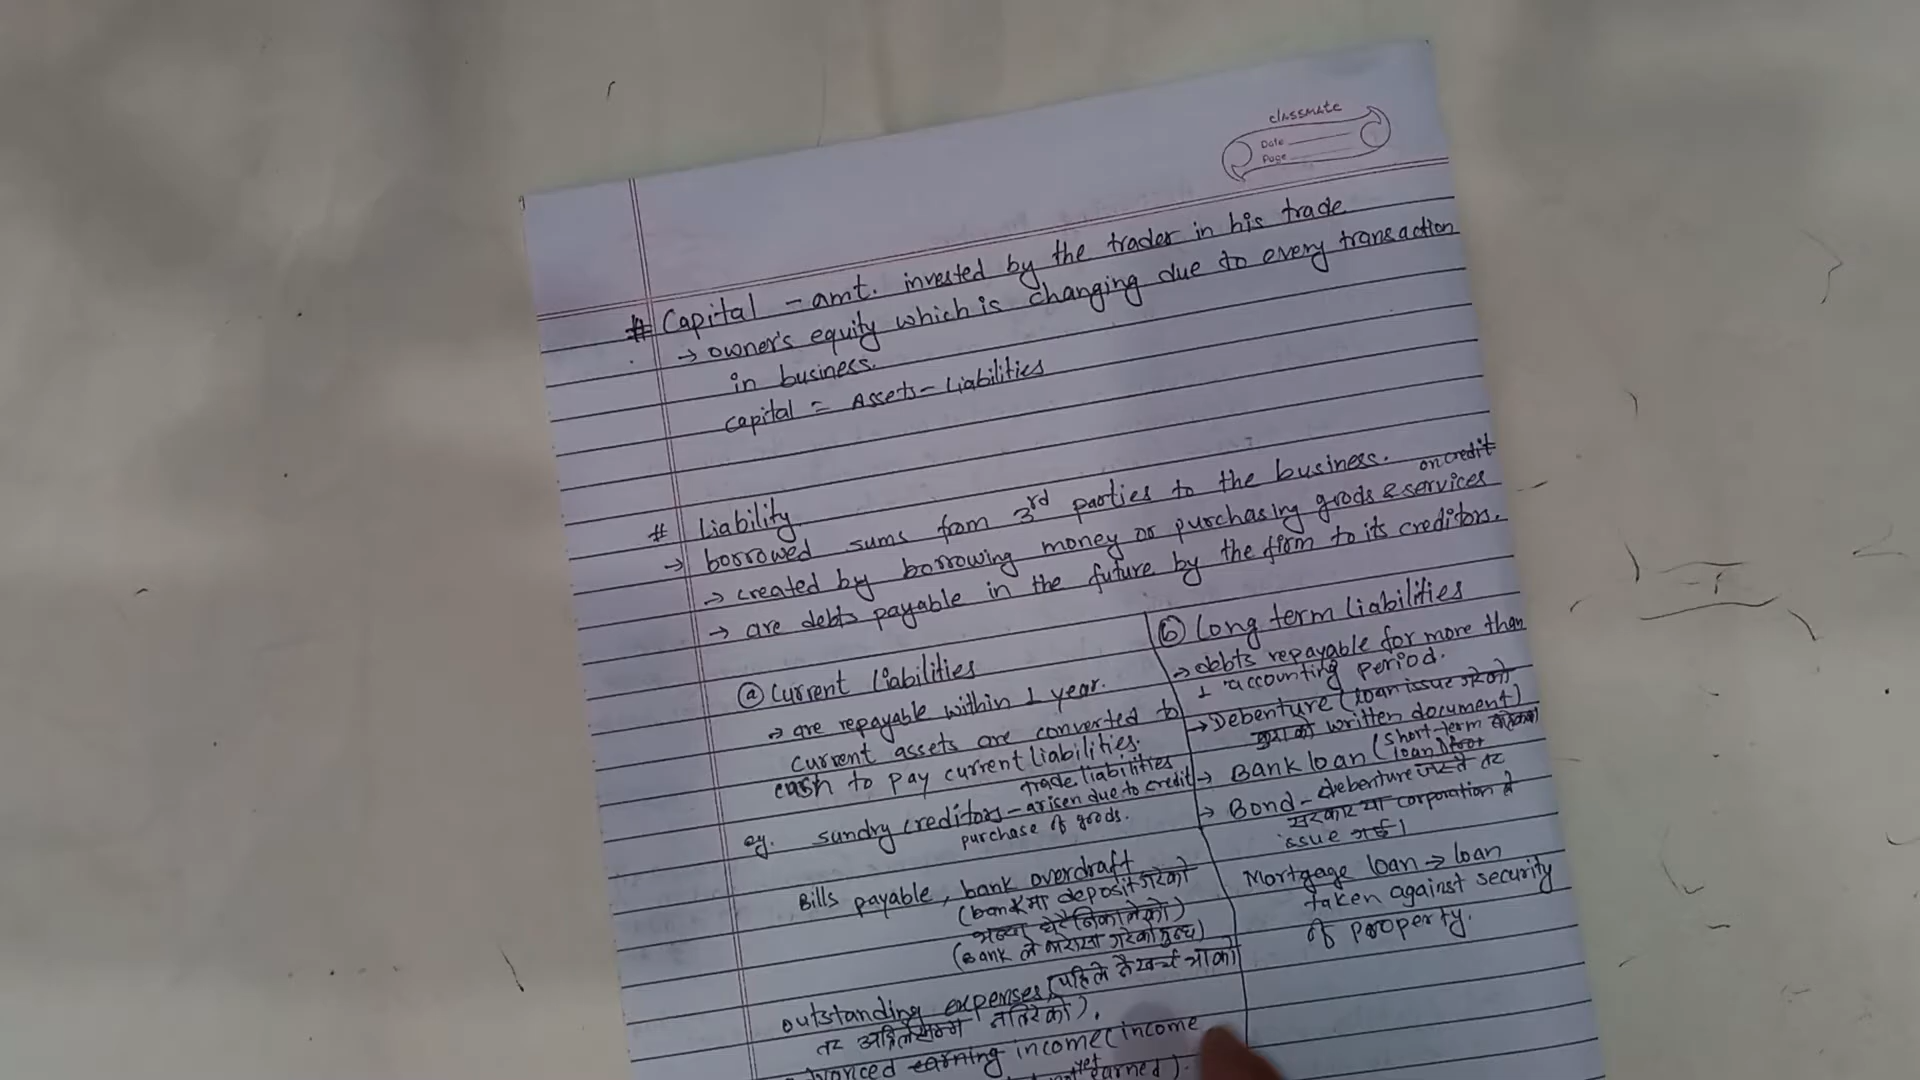 classmate
Date
Page
# Capital - amt. invested by the trader in his trade
→ owner's equity which is changing due to every transaction
in business.
capital = Assets - Liabilities
# Liability
→ borrowed sums from 3rd parties to the business.
on credit
→ created by borrowing money or purchasing goods & services
→ are debts payable in the future by the firm to its creditors.
ⓐ Current liabilities
→ are repayable within 1 year.
current assets are converted to
cash to pay current liabilities.
trade liabilities
eg. sundry creditors - arisen due to credit
purchase of goods.
Bills payable, bank overdraft
(bank मा deposit गरेको
भन्दा धेरै निकालेको)
(Bank ले भरोसा गरेको हुन्छ)
outstanding expenses (पहिले नै खर्च भाको
तर अहिलेसम्म नतिरेको).
earning income (income
yet
earned).
ⓑ Long term liabilities
→ debts repayable for more than
1 accounting period.
→ Debenture (loan issue गरेको
written document)
→ Bank loan (short-term
loan)
→ Bond - debenture जस्तै तर
सरकार या corporation ले
issue गर्छ।
Mortgage loan → loan
taken against security
of property.